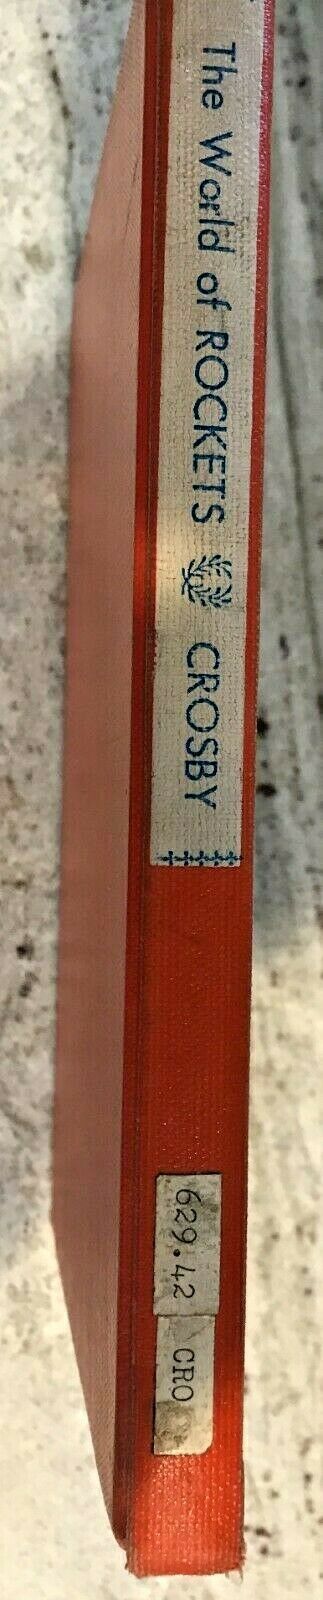 The World of ROCKETS CROSBY
629.42
CRO